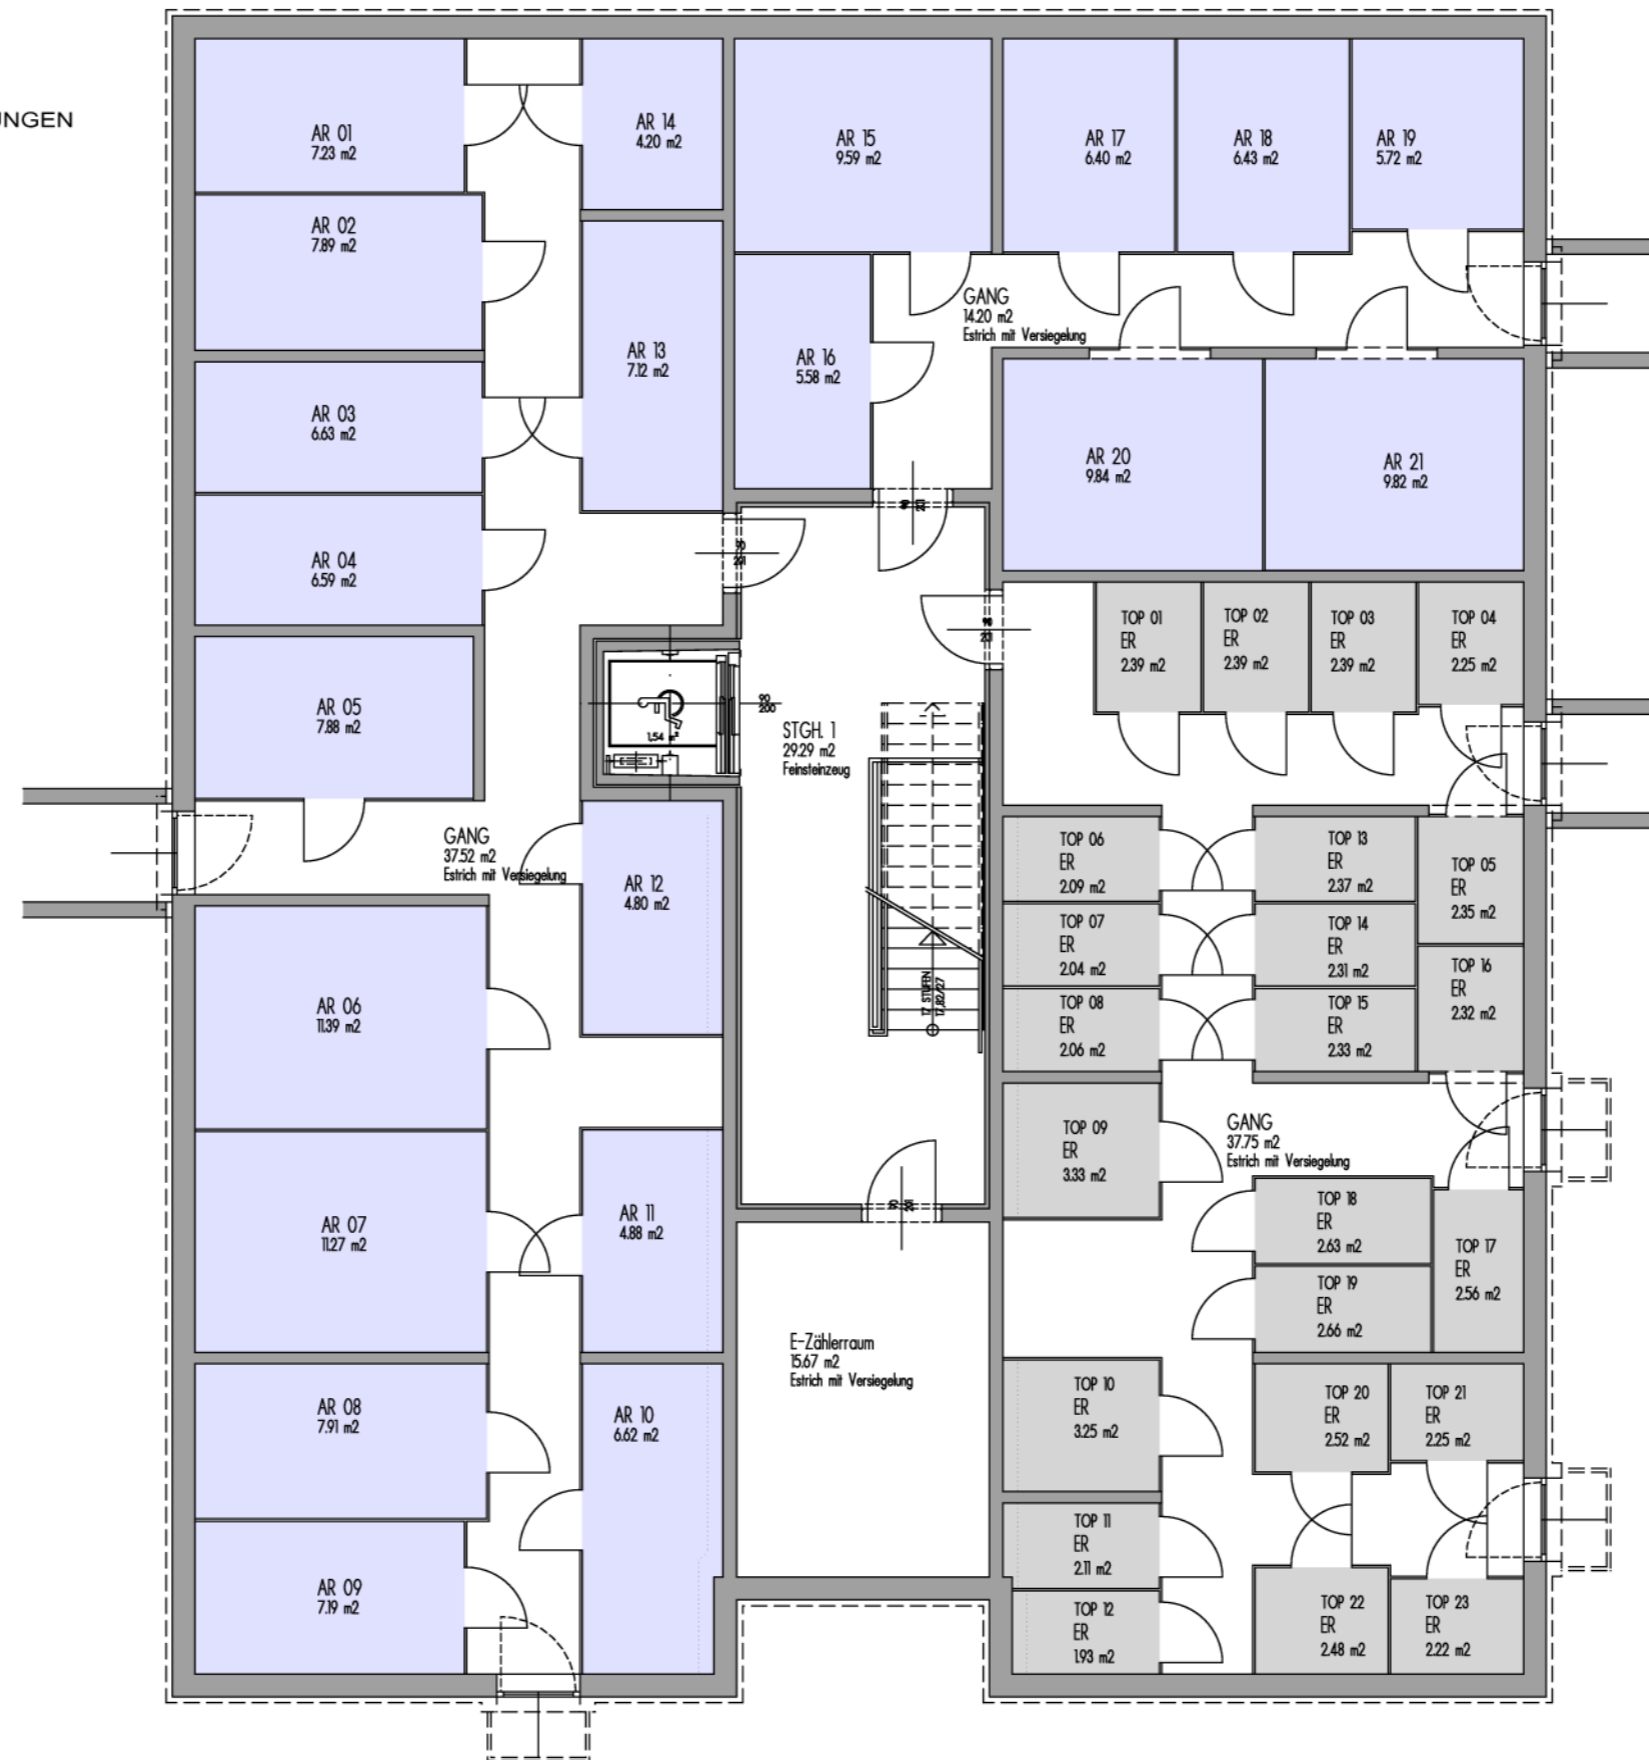 UNGEN
AR 01
7.23 m2
AR 14
4.20 m2
AR 15
9.59 m2
AR 17
6.40 m2
AR 18
6.43 m2
AR 19
5.72 m2
AR 02
7.89 m2
AR 13
7.12 m2
AR 16
5.58 m2
GANG
14.20 m2
Estrich mit Versiegelung
AR 03
6.63 m2
AR 20
9.84 m2
AR 21
9.82 m2
AR 04
6.59 m2
90
201
90
201
90
201
TOP 01
ER
2.39 m2
TOP 02
ER
2.39 m2
TOP 03
ER
2.39 m2
TOP 04
ER
2.25 m2
AR 05
7.88 m2
1,54 m²
90
200
STGH. 1
29.29 m2
Feinsteinzeug
GANG
37.52 m2
Estrich mit Versiegelung
AR 12
4.80 m2
TOP 06
ER
2.09 m2
TOP 13
ER
2.37 m2
TOP 05
ER
2.35 m2
TOP 07
ER
2.04 m2
TOP 14
ER
2.31 m2
TOP 16
ER
2.32 m2
AR 06
11.39 m2
17 STUFEN
17,82/27
TOP 08
ER
2.06 m2
TOP 15
ER
2.33 m2
TOP 09
ER
3.33 m2
GANG
37.75 m2
Estrich mit Versiegelung
AR 07
11.27 m2
AR 11
4.88 m2
90
201
TOP 18
ER
2.63 m2
TOP 17
ER
2.56 m2
TOP 19
ER
2.66 m2
E-Zählerraum
15.67 m2
Estrich mit Versiegelung
AR 08
7.91 m2
AR 10
6.62 m2
TOP 10
ER
3.25 m2
TOP 20
ER
2.52 m2
TOP 21
ER
2.25 m2
TOP 11
ER
2.11 m2
AR 09
7.19 m2
TOP 12
ER
1.93 m2
TOP 22
ER
2.48 m2
TOP 23
ER
2.22 m2